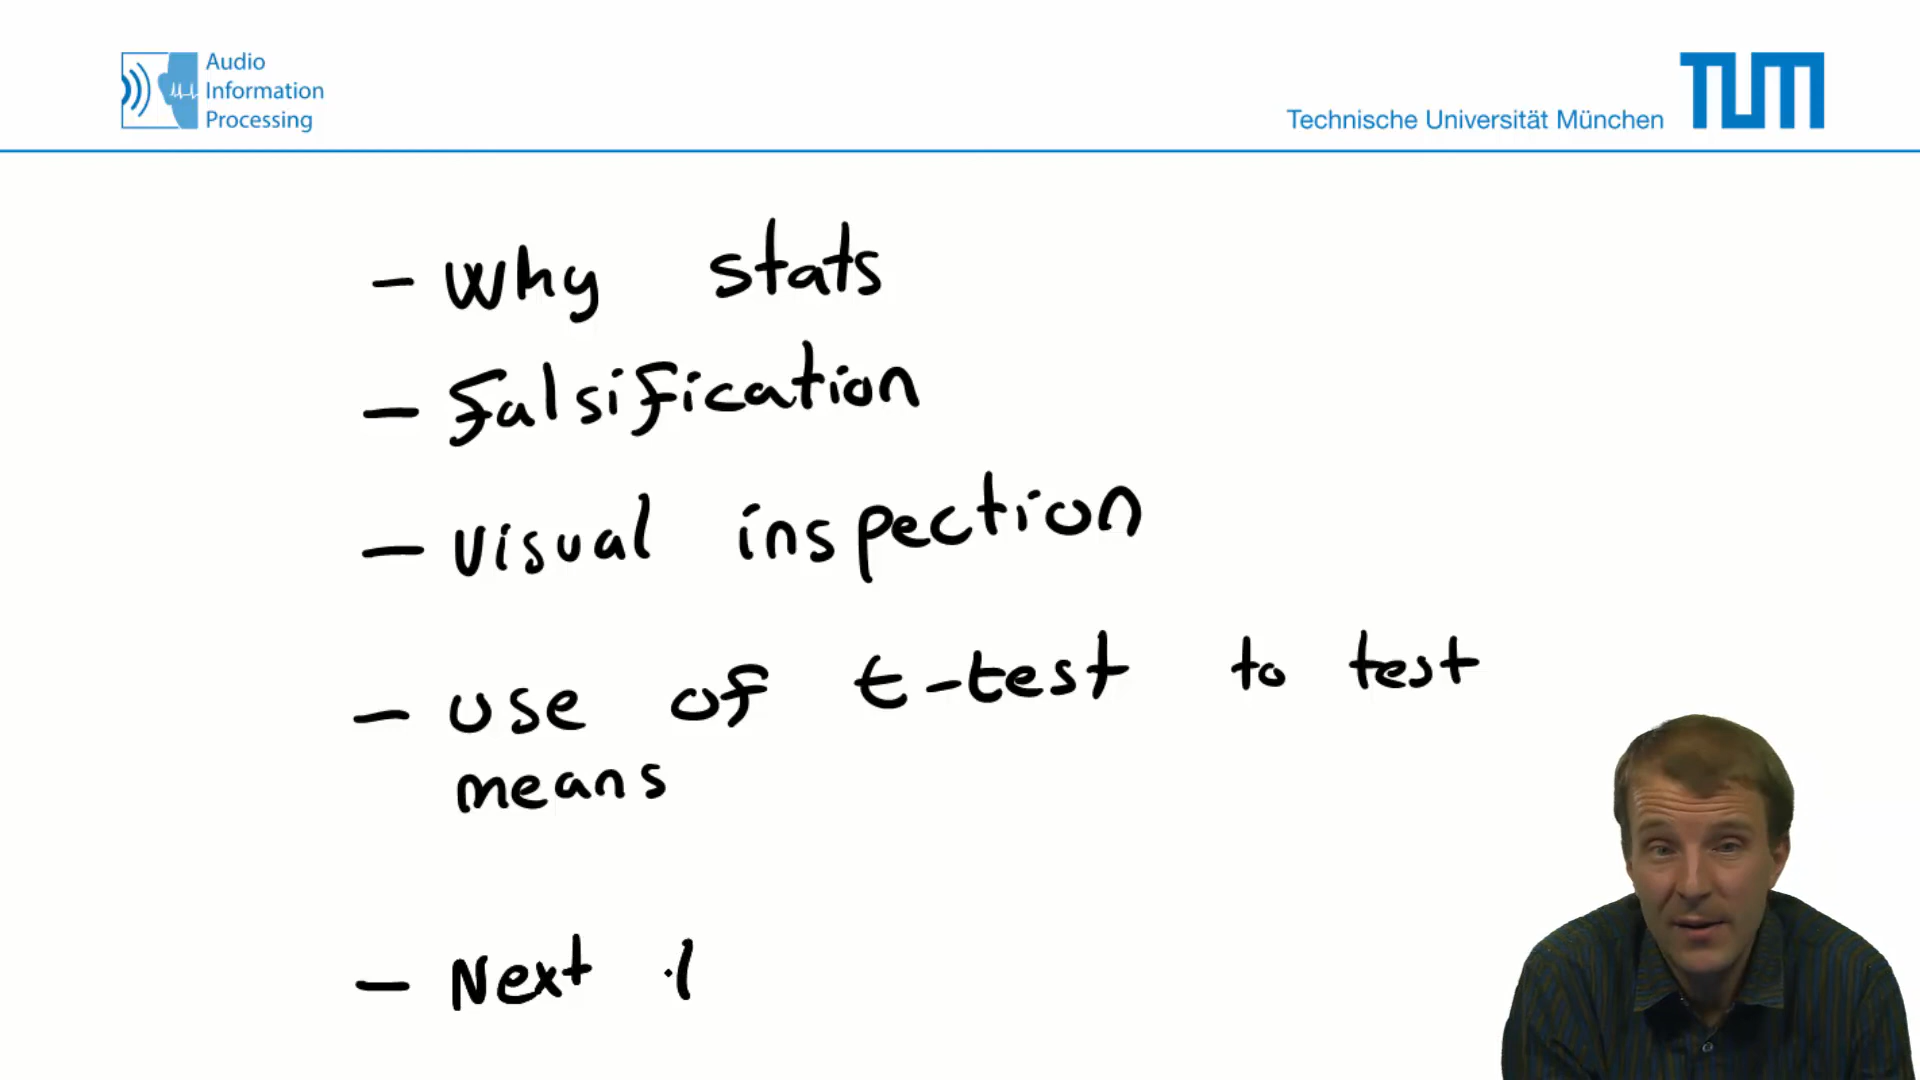 Audio
Information
Processing
Technische Universität München
TUM
- Why stats
- falsification
- visual inspection
- use of t-test to test
means
- Next